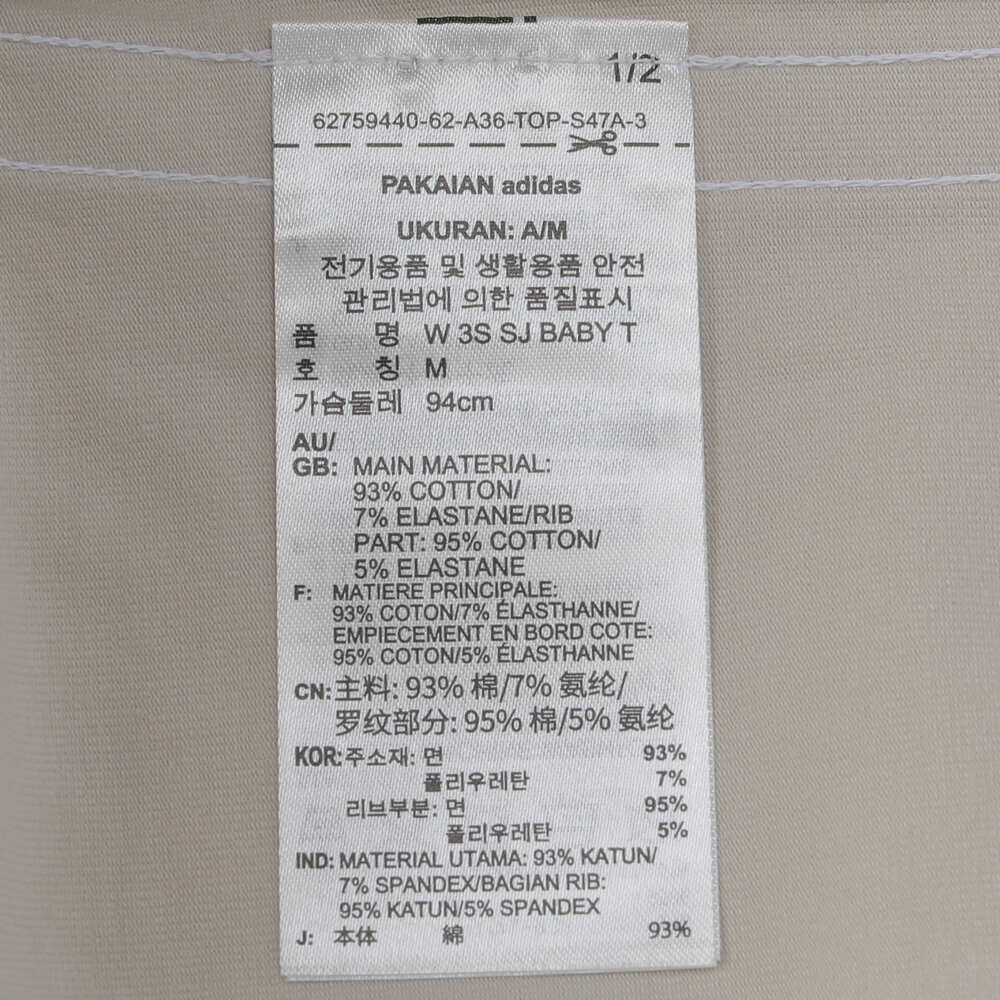 1/2
62759440-62-A36-TOP-S47A-3
PAKAIAN adidas
UKURAN: A/M
전기용품 및 생활용품 안전
관리법에 의한 품질표시
품 명 W 3S SJ BABY T
호 칭 M
가슴둘레 94cm
AU/
GB: MAIN MATERIAL:
93% COTTON/
7% ELASTANE/RIB
PART: 95% COTTON/
5% ELASTANE
F: MATIERE PRINCIPALE:
93% COTON/7% ÉLASTHANNE/
EMPIECEMENT EN BORD COTE:
95% COTON/5% ÉLASTHANNE
CN: 主料: 93% 棉/7% 氨纶/
罗纹部分: 95% 棉/5% 氨纶
KOR: 주소재: 면 93%
폴리우레탄 7%
리브부분: 면 95%
폴리우레탄 5%
IND: MATERIAL UTAMA: 93% KATUN/
7% SPANDEX/BAGIAN RIB:
95% KATUN/5% SPANDEX
J: 本体 綿 93%